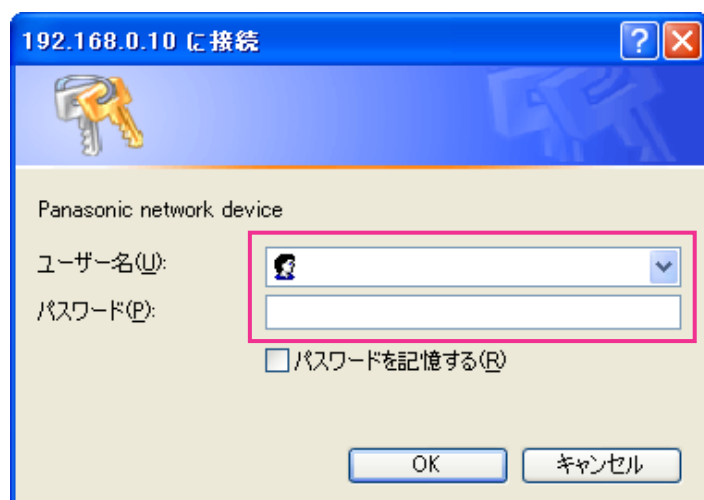 192.168.0.10 に接続
Panasonic network device
ユーザー名(U):
パスワード(P):
パスワードを記憶する(R)
OK
キャンセル